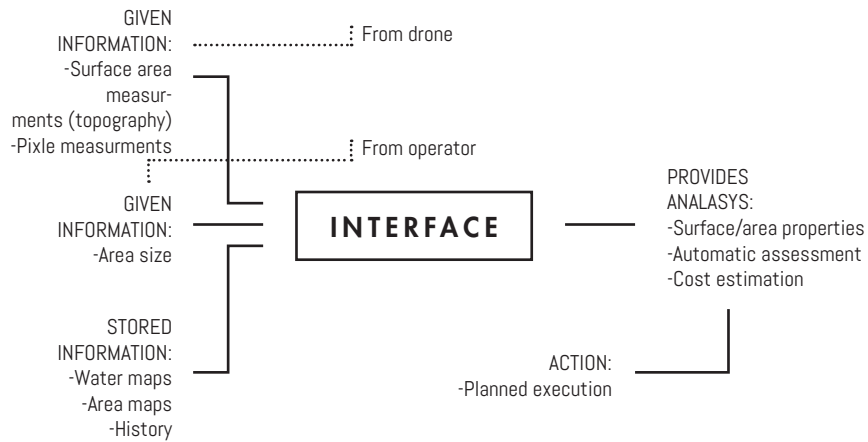 GIVEN
INFORMATION:
-Surface area
measur-
ments (topography)
-Pixle measurments
From drone
From operator
GIVEN
INFORMATION:
-Area size
STORED
INFORMATION:
-Water maps
-Area maps
-History
INTERFACE
PROVIDES
ANALASYS:
-Surface/area properties
-Automatic assessment
-Cost estimation
ACTION:
-Planned execution